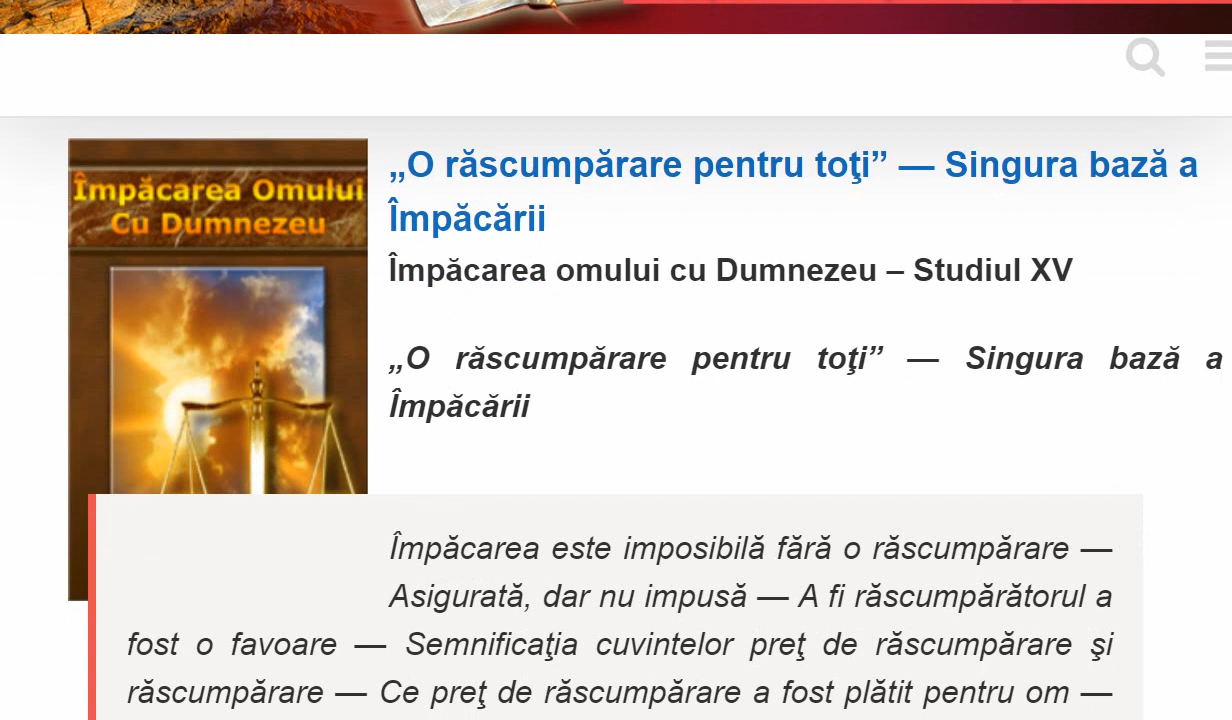 Împăcarea Omului
Cu Dumnezeu
„O răscumpărare pentru toţi” — Singura bază a
Împăcării
Împăcarea omului cu Dumnezeu – Studiul XV
„O răscumpărare pentru toţi” — Singura bază a
Împăcării
Împăcarea este imposibilă fără o răscumpărare —
Asigurată, dar nu impusă — A fi răscumpărătorul a
fost o favoare — Semnificaţia cuvintelor preţ de răscumpărare şi
răscumpărare — Ce preţ de răscumpărare a fost plătit pentru om —